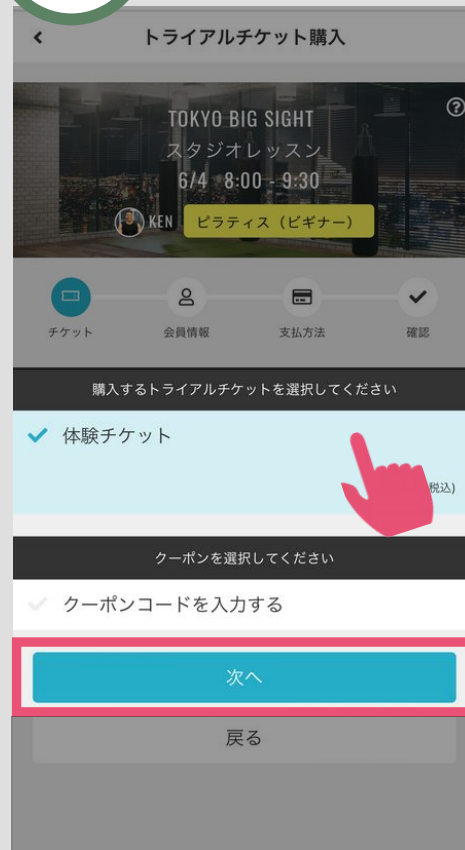 トライアルチケット購入
TOKYO BIG SIGHT
スタジオレッスン
6/4 8:00 - 9:30
KEN ピラティス（ビギナー）
チケット 会員情報 支払方法 確認
購入するトライアルチケットを選択してください
体験チケット
税込)
クーポンを選択してください
クーポンコードを入力する
次へ
戻る